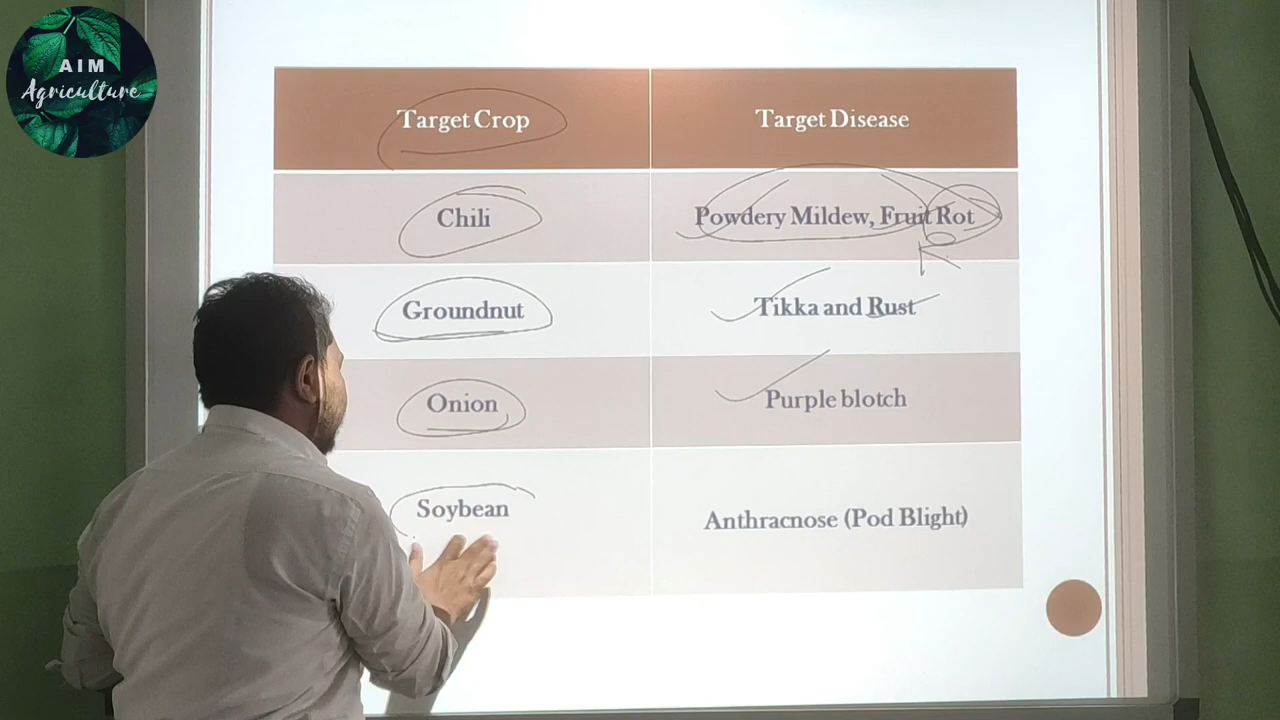 AIM
Agriculture
Target Crop
Target Disease
Chili
Powdery Mildew, Fruit Rot
Groundnut
Tikka and Rust
Onion
Purple blotch
Soybean
Anthracnose (Pod Blight)